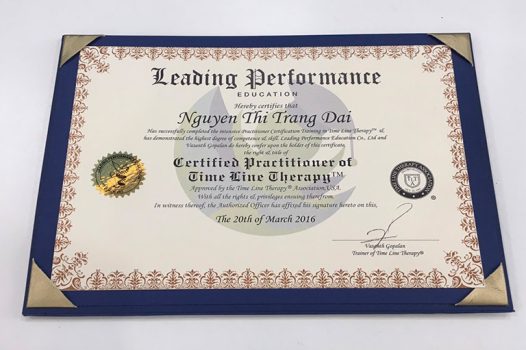 Leading Performance
EDUCATION
Hereby certifies that
Nguyen Thi Trang Dai
Has successfully completed the intensive Practitioner Certification Training in Time Line Therapy™ &
has demonstrated the highest degree of competence & skill. Leading Performance Education Co., Ltd and
Vasanth Gopalan do hereby confer upon the holder of this certificate,
the right & title of
Certified Practitioner of
Time Line Therapy™
Approved by the Time Line Therapy® Association, USA.
With all the rights & privileges ensuing therefrom.
In witness thereof, the Authorized Officer has affixed his signature hereto on this,
The 20th of March 2016
®
Vasanth Gopalan
Trainer of Time Line Therapy®